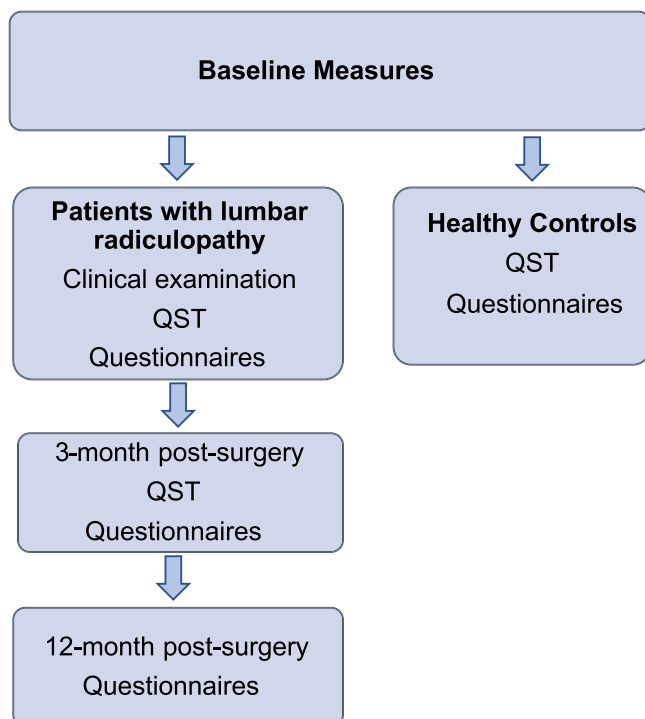 Baseline Measures
Patients with lumbar
radiculopathy
Clinical examination
QST
Questionnaires
Healthy Controls
QST
Questionnaires
3-month post-surgery
QST
Questionnaires
12-month post-surgery
Questionnaires